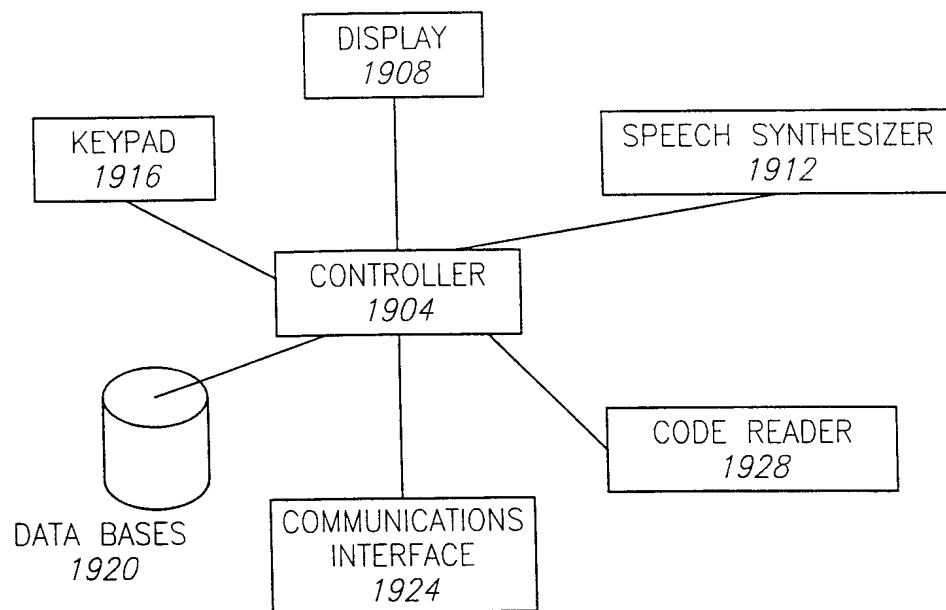 DISPLAY
1908
KEYPAD
1916
SPEECH SYNTHESIZER
1912
CONTROLLER
1904
CODE READER
1928
DATA BASES
1920
COMMUNICATIONS
INTERFACE
1924